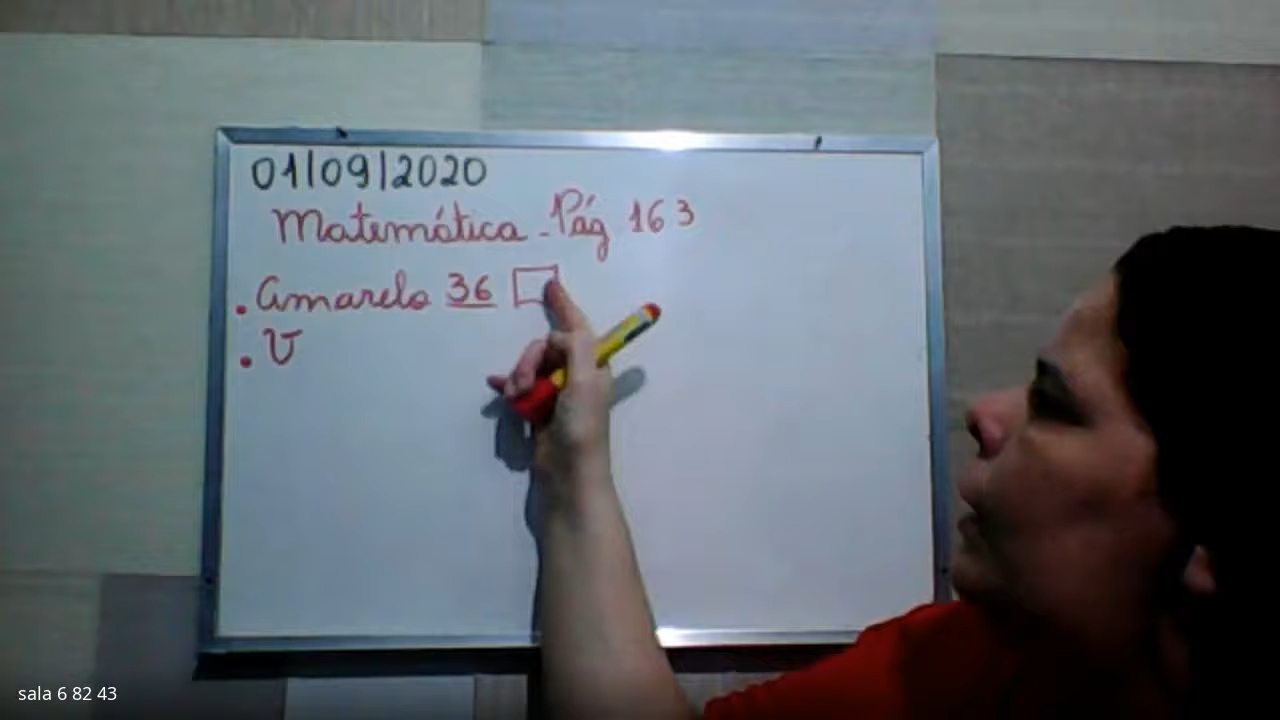 01/09/2020
Matemática - Pág 163
. Amarelo 36
. V
sala 6 82 43